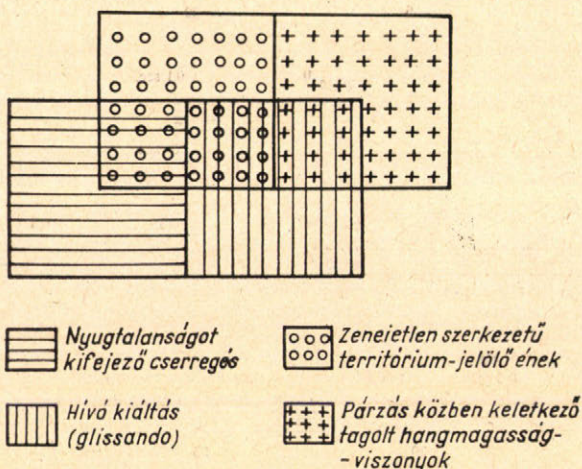 Nyugtalanságot
kifejező cserregés
Hívó kiáltás
(glissando)
Zeneietlen szerkezetű
territórium-jelölő ének
Párzás közben keletkező
tagolt hangmagasság-
-viszonyok